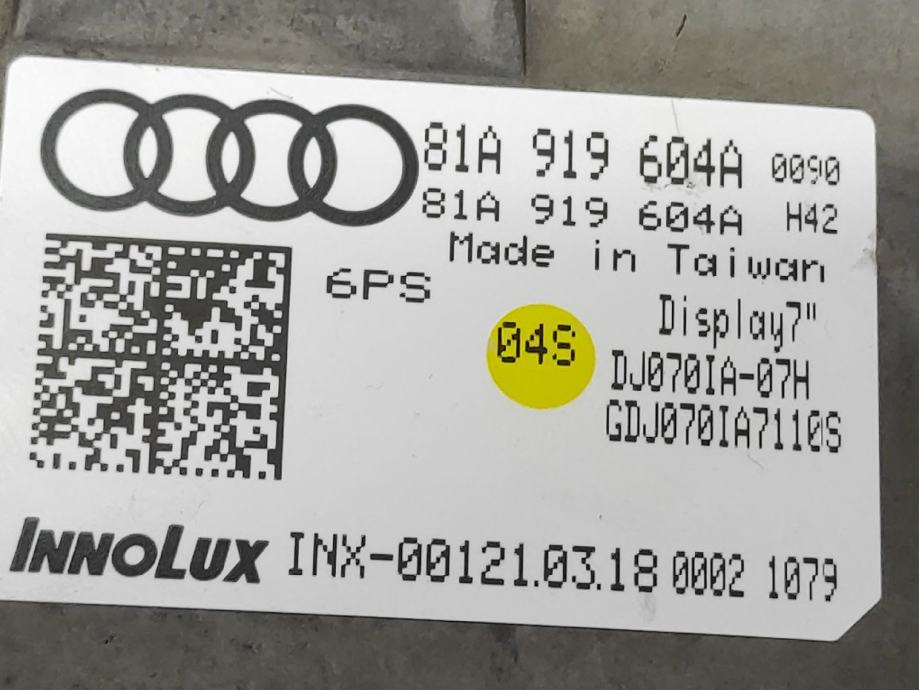 81A 919 604A 0090
81A 919 604A H42
Made in Taiwan
6PS
Display7"
04S
DJ070IA-07H
GDJ070IA7110S
INNOLUX INX-00121.03.18 0002 1079